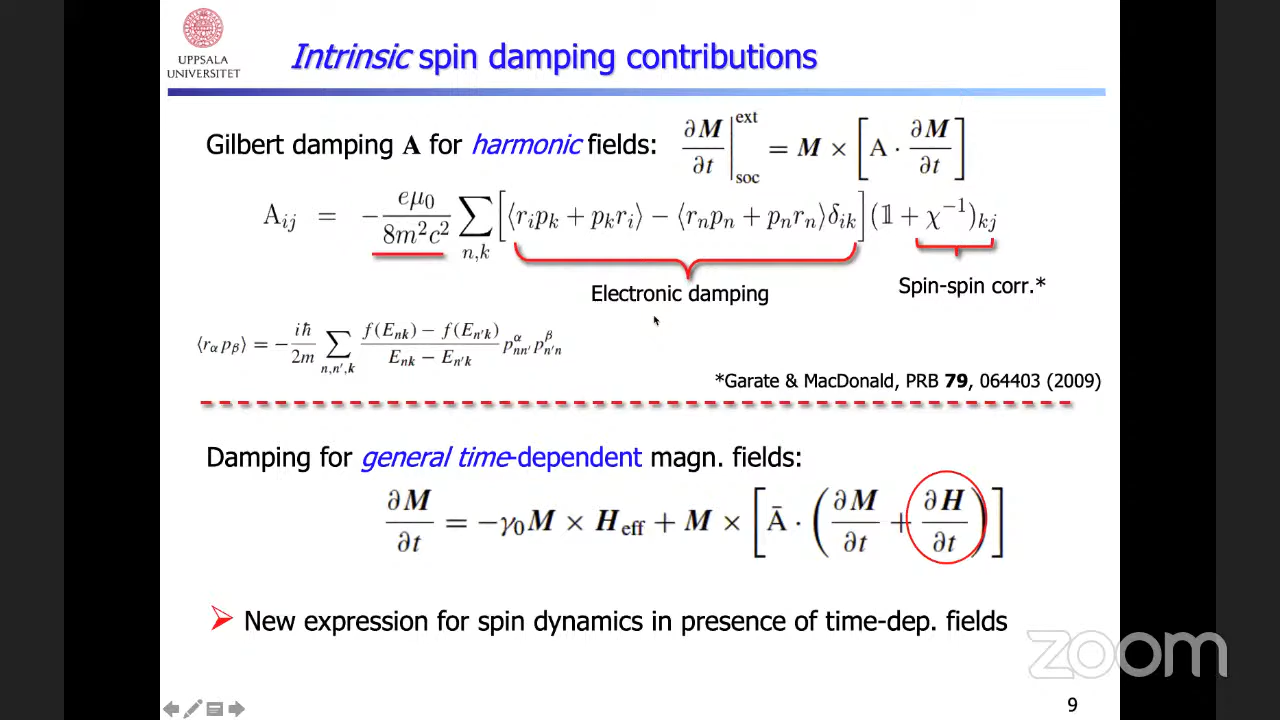 UPPSALA
UNIVERSITET
Intrinsic spin damping contributions
Gilbert damping A for harmonic fields: ∂M/∂t |ext soc = M × [A · ∂M/∂t]
A_ij = − eμ₀/8m²c² ∑_{n,k} [⟨r_i p_k + p_k r_i⟩ − ⟨r_n p_n + p_n r_n⟩δ_ik] (𝟙 + χ⁻¹)_kj
Electronic damping
Spin-spin corr.*
⟨r_α p_β⟩ = − iħ/2m ∑_{n,n′,k} f(E_nk) − f(E_n′k) / E_nk − E_n′k p^α_nn′ p^β_n′n
*Garate & MacDonald, PRB 79, 064403 (2009)
Damping for general time-dependent magn. fields:
∂M/∂t = −γ₀M × H_eff + M × [Ā · (∂M/∂t + ∂H/∂t)]
New expression for spin dynamics in presence of time-dep. fields
zoom
9